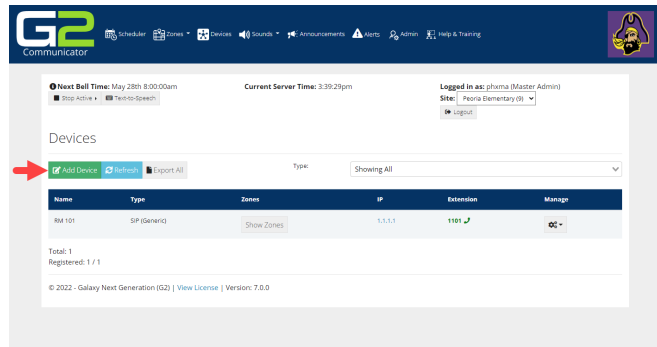 G2
Communicator
Scheduler Zones Devices Sounds Announcements Alerts Admin Help & Training
Next Bell Time: May 28th 8:00:00am Current Server Time: 3:39:29pm Logged in as: phxma (Master Admin)
Stop Active Text-to-Speech Site: Peoria Elementary (9)
Logout
Devices
Add Device Refresh Export All Type: Showing All
Name Type Zones IP Extension Manage
RM 101 SIP (Generic) Show Zones 1.1.1.1 1101
Total: 1
Registered: 1 / 1
© 2022 - Galaxy Next Generation (G2) | View License | Version: 7.0.0